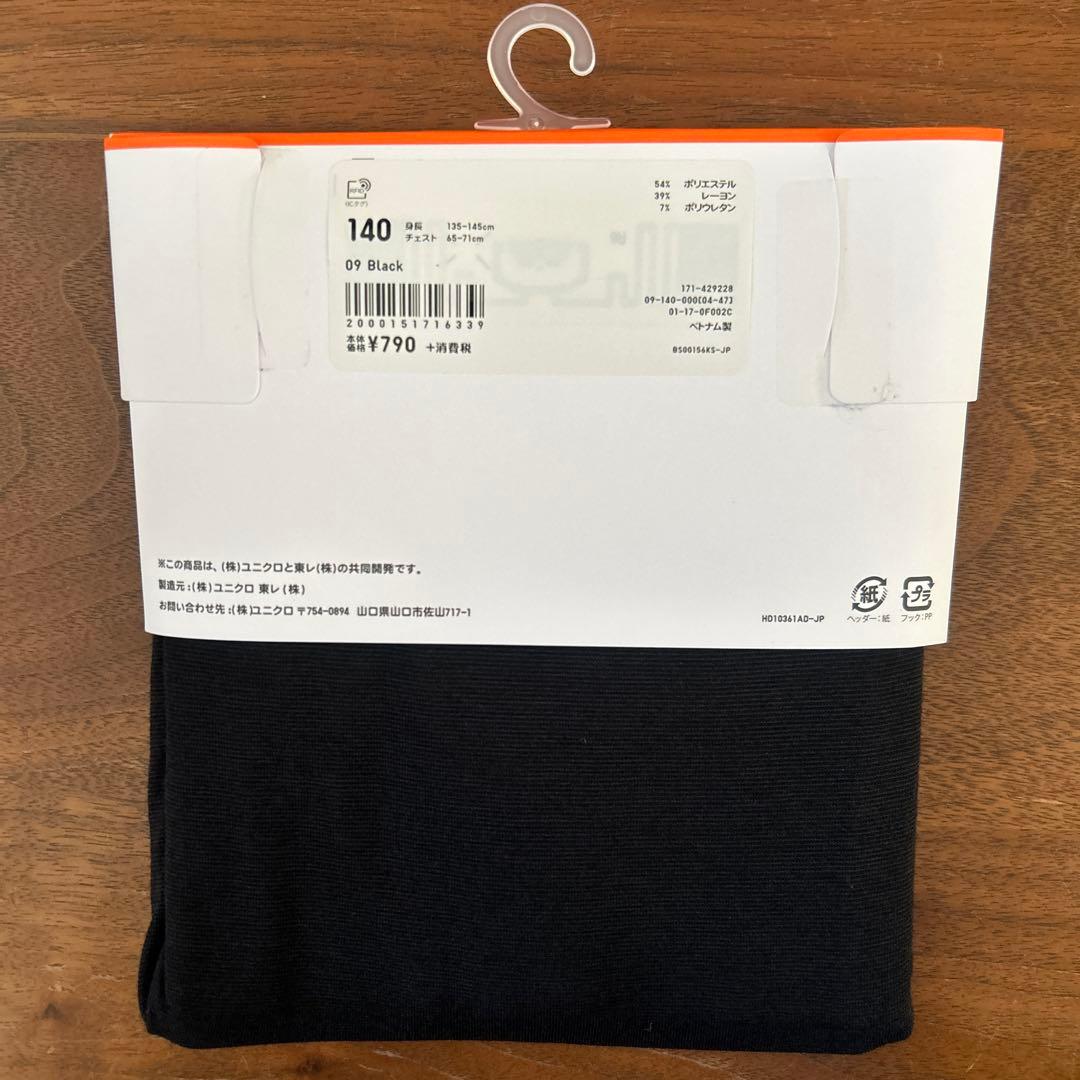 RFID
(ICタグ)
140
身長 135-145cm
チェスト 65-71cm
09 Black
2000151716339
本体価格 ¥790 +消費税
54% ポリエステル
39% レーヨン
7% ポリウレタン
171-429228
09-140-000[04-47]
01-17-0F002C
ベトナム製
BS00156KS-JP
※この商品は、(株)ユニクロと東レ(株)の共同開発です。
製造元:(株)ユニクロ 東レ(株)
お問い合わせ先:(株)ユニクロ 〒754-0894 山口県山口市佐山717-1
HD10361AD-JP
紙
ヘッダー:紙
プラ
フック:PP